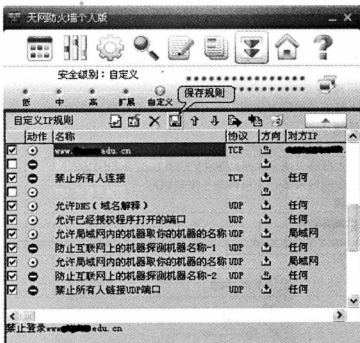 天网防火墙个人版
安全级别：自定义
低 中 高 扩展 自定义
保存规则
自定义IP规则
动作 名称 协议 方向 对方IP
www. edu.cn TCP
禁止所有人连接 TCP 任何
允许DNS(域名解释) UDP 任何
允许已经授权程序打开的端口 UDP 任何
允许局域网内的机器取你的机器的名称 UDP 局域网
防止互联网上的机器探测机器名称-1 UDP 任何
允许局域网内的机器取你的机器的名称 UDP 局域网
防止互联网上的机器探测机器名称-2 UDP 任何
禁止所有人链接UDP端口 UDP 任何
禁止登录www. edu.cn